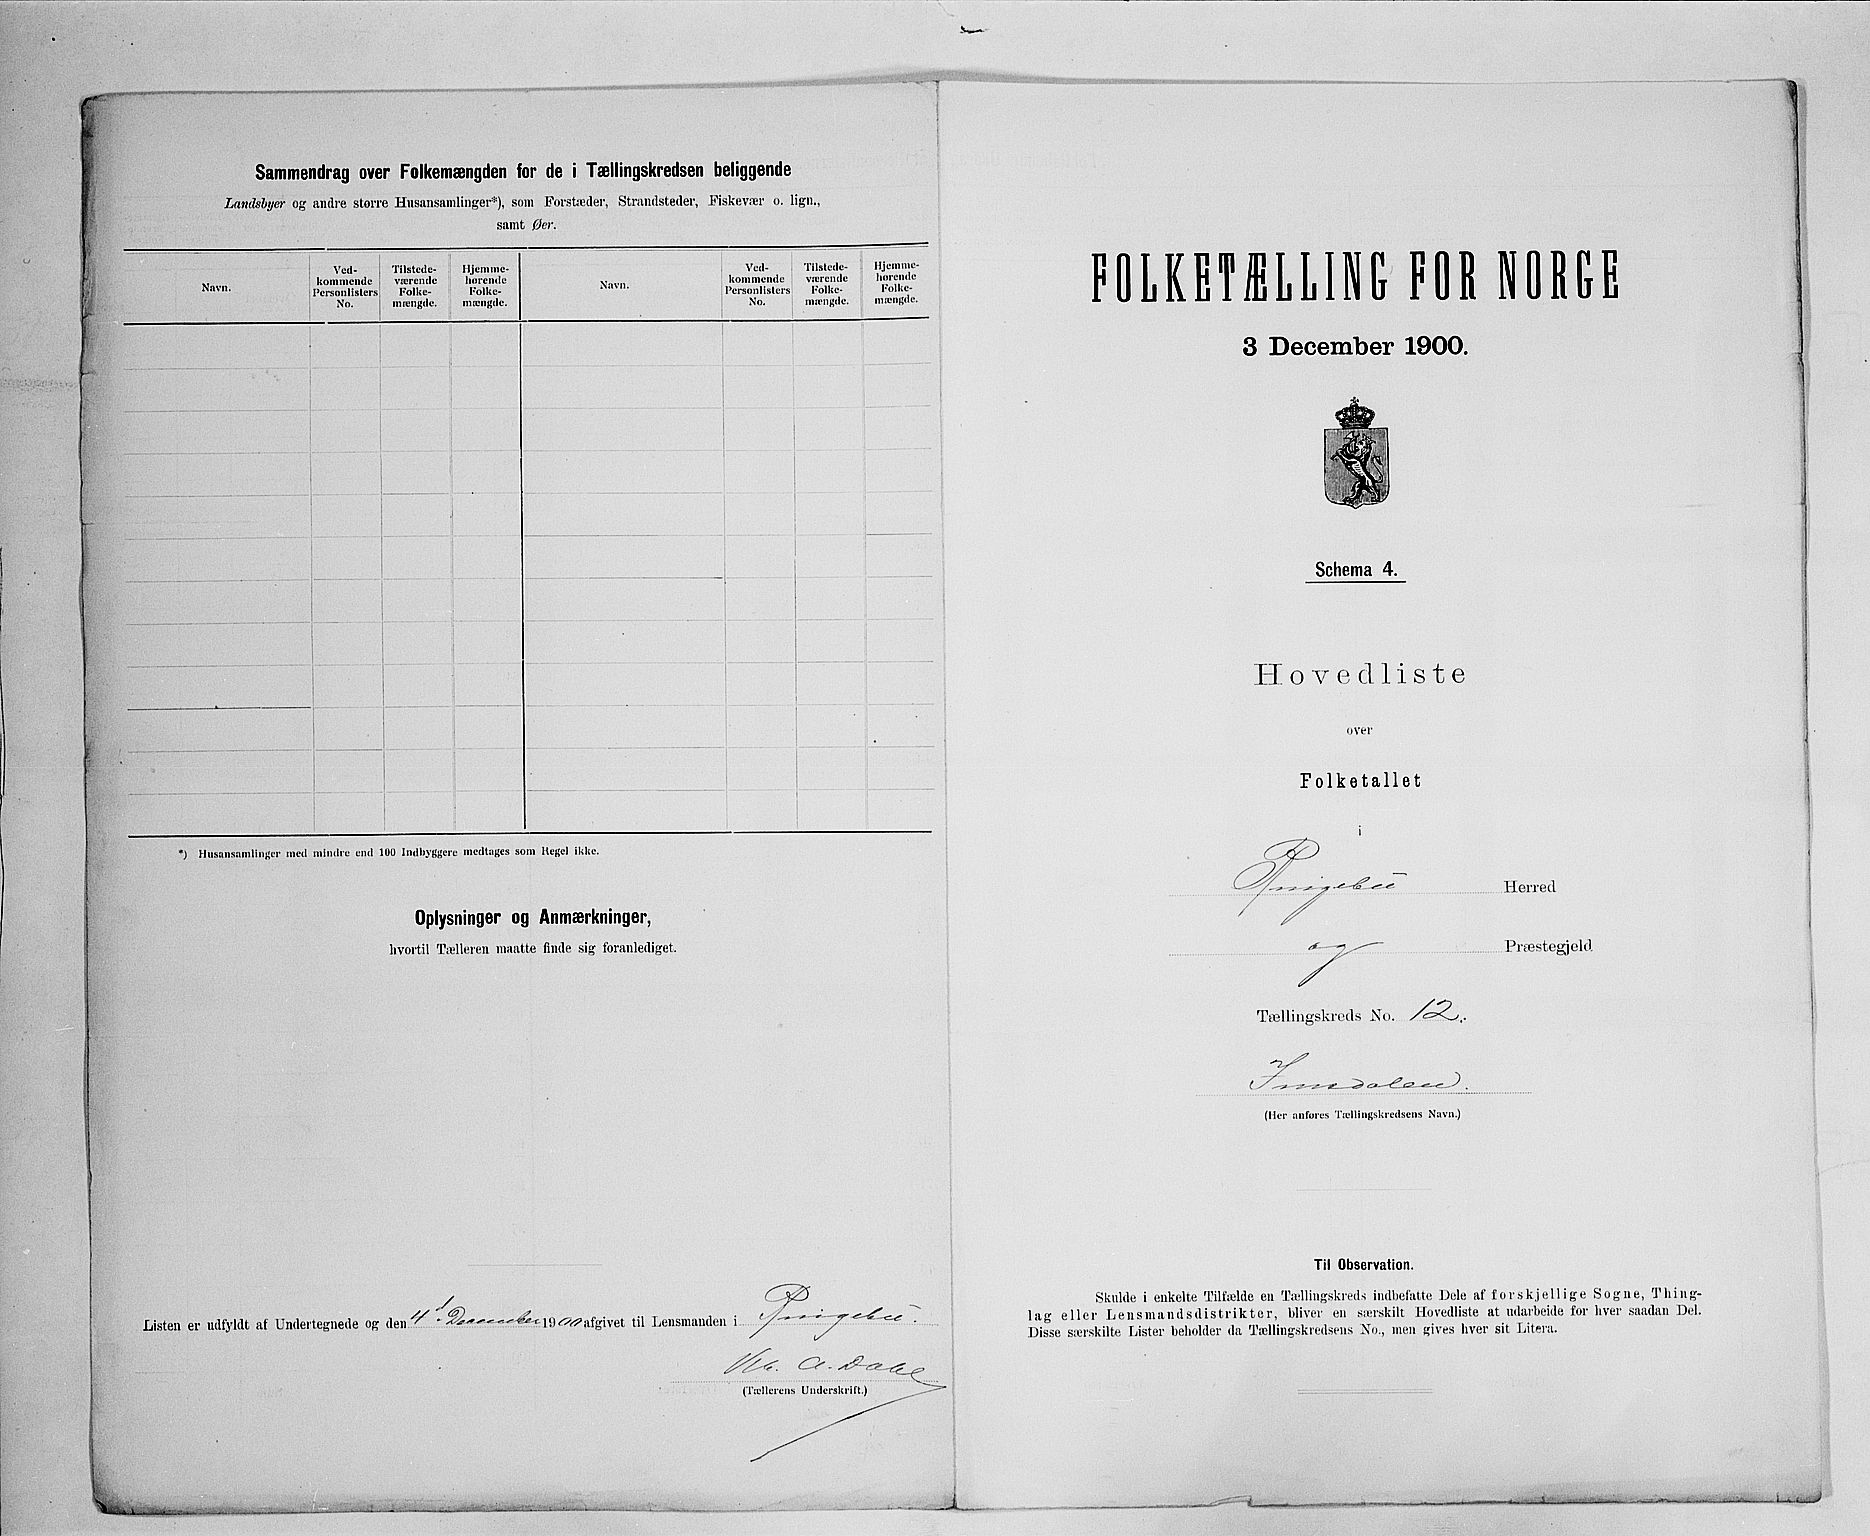 Sammendrag over Folkemængden for de i Tællingskredsen beliggende
Landsbyer og andre større Husansamlinger*), som Forstæder, Strandsteder, Fiskevær o. lign.,
samt Øer.
Navn.
Ved-
kommende
Personlisters
No.
Tilstede-
værende
Folke-
mængde.
Hjemme-
hørende
Folke-
mængde.
Navn.
Ved-
kommende
Personlisters
No.
Tilstede-
værende
Folke-
mængde.
Hjemme-
hørende
Folke-
mængde.
*) Husansamlinger med mindre end 100 Indbyggere medtages som Regel ikke.
Oplysninger og Anmærkninger,
hvortil Tælleren maatte finde sig foranlediget.
Listen er udfyldt af Undertegnede og den 4d December 1900 afgivet til Lensmanden i Ringebu.
A. Dahl
(Tællerens Underskrift.)
FOLKETÆLLING FOR NORGE
3 December 1900.
Schema 4.
Hovedliste
over
Folketallet
i
Ringebu Herred
og Præstegjeld
Tællingskreds No. 12.
Imsdalen.
(Her anføres Tællingskredsens Navn.)
Til Observation.
Skulde i enkelte Tilfælde en Tællingskreds indbefatte Dele af forskjellige Sogne, Thing-
lag eller Lensmandsdistrikter, bliver en særskilt Hovedliste at udarbeide for hver saadan Del.
Disse særskilte Lister beholder da Tællingskredsens No., men gives hver sit Litera.